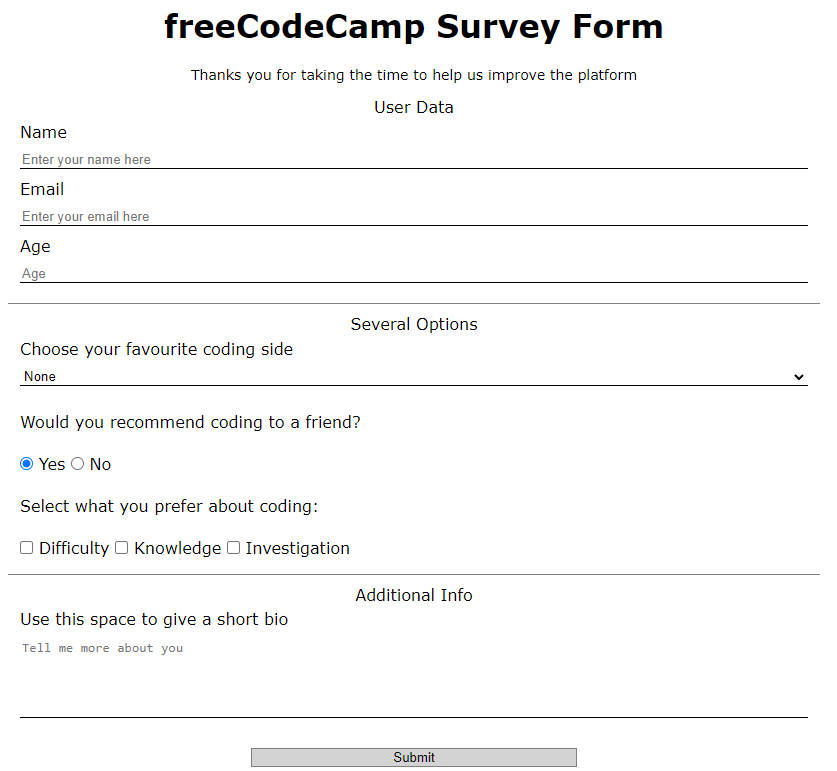 freeCodeCamp Survey Form
Thanks you for taking the time to help us improve the platform
User Data
Name
Enter your name here
Email
Enter your email here
Age
Age
Several Options
Choose your favourite coding side
None
Would you recommend coding to a friend?
Yes No
Select what you prefer about coding:
Difficulty Knowledge Investigation
Additional Info
Use this space to give a short bio
Tell me more about you
Submit